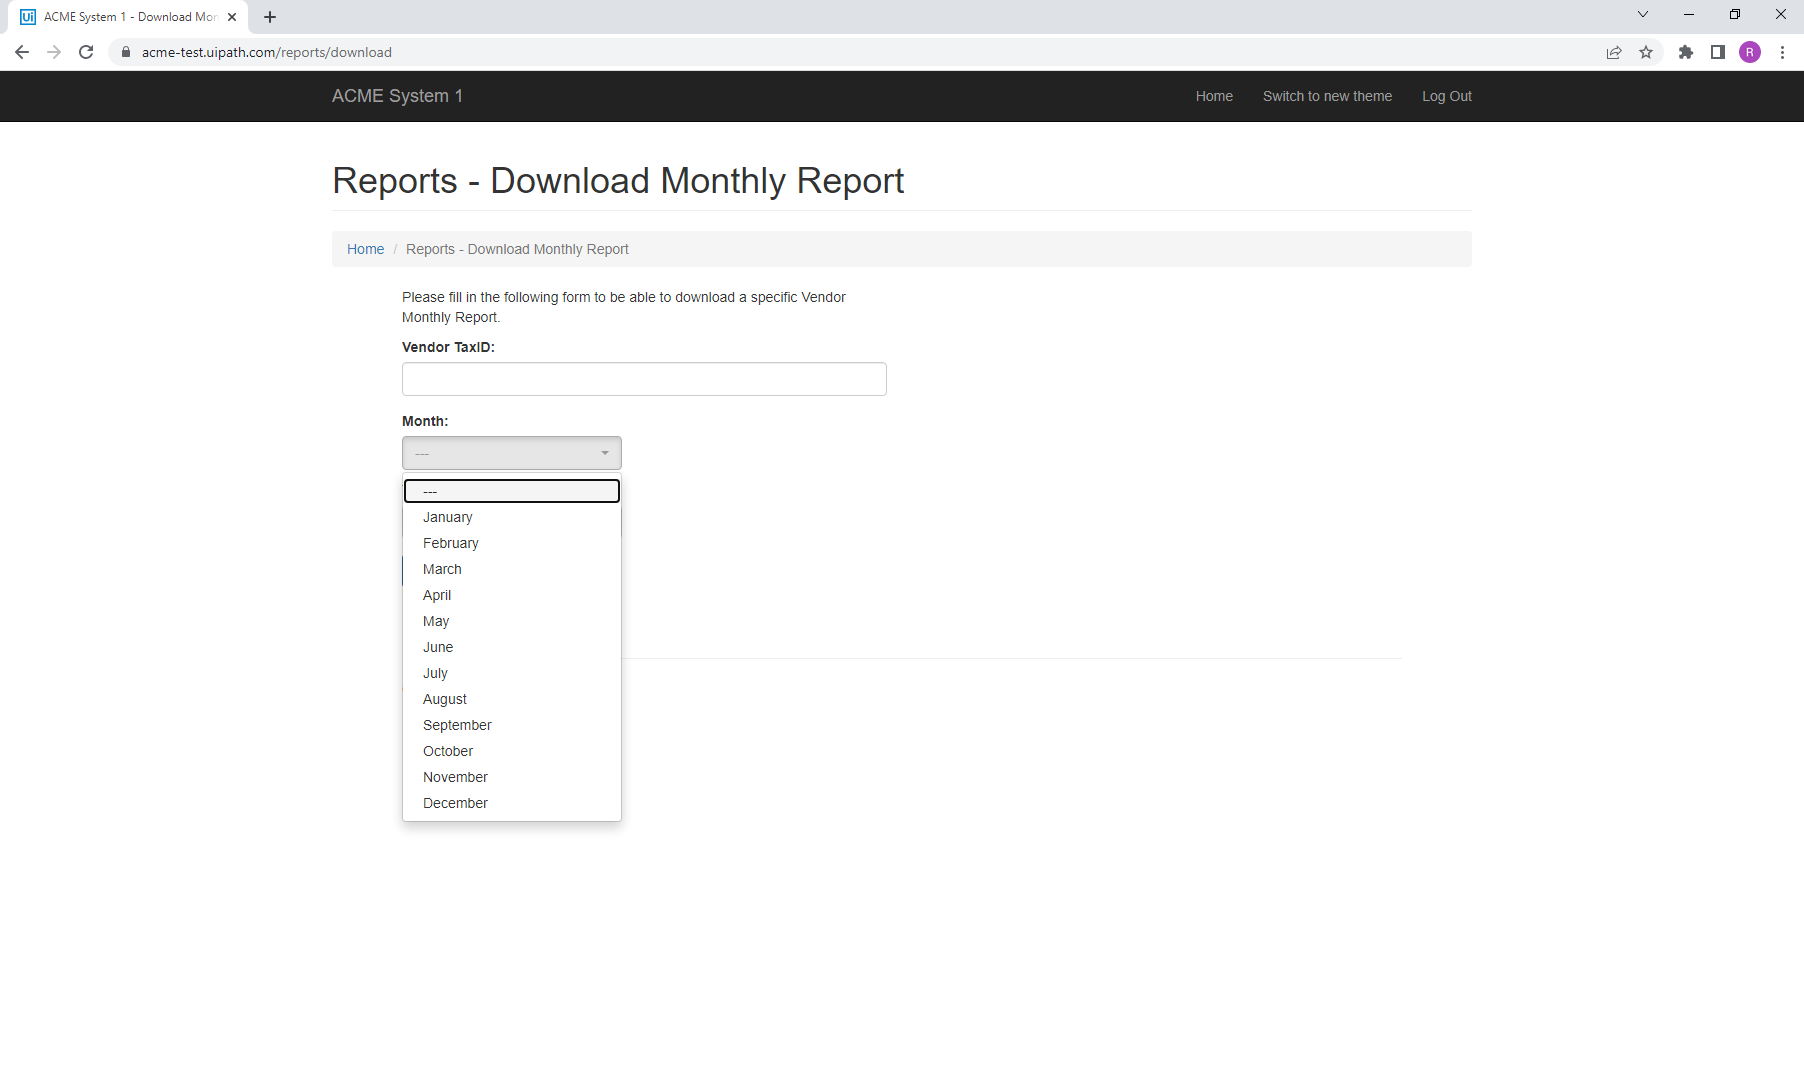 Ui ACME System 1 - Download Mon
acme-test.uipath.com/reports/download
R
ACME System 1
Home
Switch to new theme
Log Out
Reports - Download Monthly Report
Home / Reports - Download Monthly Report
Please fill in the following form to be able to download a specific Vendor
Monthly Report.
Vendor TaxID:
Month:
---
---
January
February
March
April
May
June
July
August
September
October
November
December